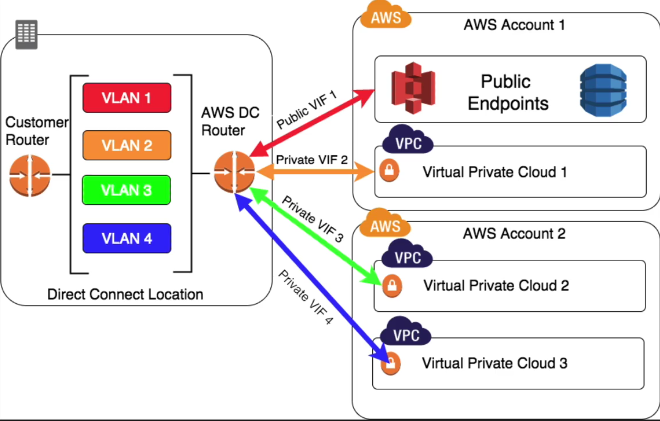 Customer
Router
VLAN 1
VLAN 2
VLAN 3
VLAN 4
AWS DC
Router
Direct Connect Location
Public VIF 1
Private VIF 2
Private VIF 3
Private VIF 4
AWS
AWS Account 1
Public
Endpoints
VPC
Virtual Private Cloud 1
AWS
AWS Account 2
VPC
Virtual Private Cloud 2
VPC
Virtual Private Cloud 3